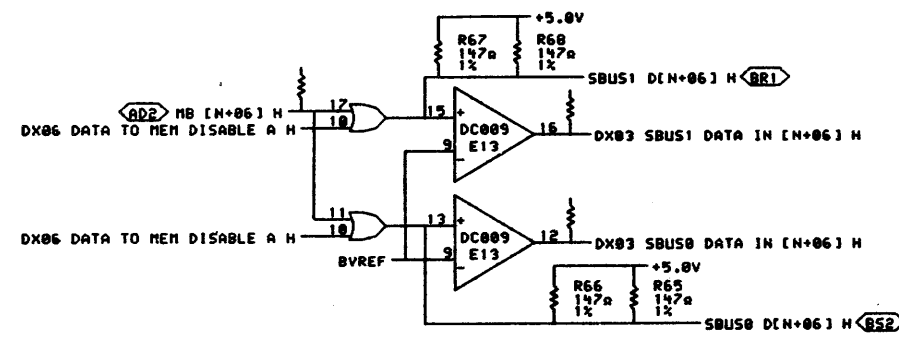 +5.0V
R67 R68
147Ω 147Ω
1% 1%
SBUS1 D[N+06] H BR1
AD2 MB [N+06] H 17
15 + DC009 16
DX06 DATA TO MEM DISABLE A H 10
E13 DX03 SBUS1 DATA IN [N+06] H
9 -
11
13 +
DX06 DATA TO MEM DISABLE A H 10
DC009 12 DX03 SBUS0 DATA IN [N+06] H
BVREF 9 - E13
+5.0V
R66 R65
147Ω 147Ω
1% 1%
SBUS0 D[N+06] H BS2